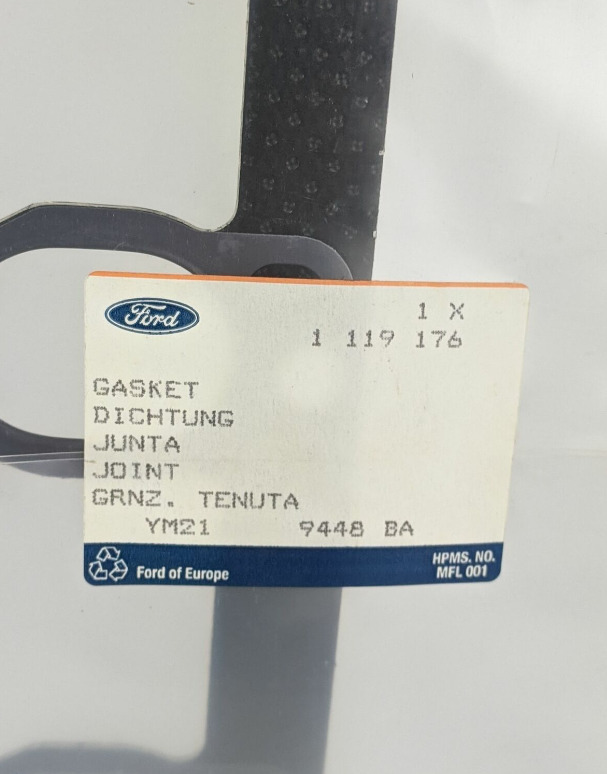 Ford
1 X
1 119 176
GASKET
DICHTUNG
JUNTA
JOINT
GRNZ. TENUTA
YM21 9448 BA
Ford of Europe
HPMS. NO.
MFL 001